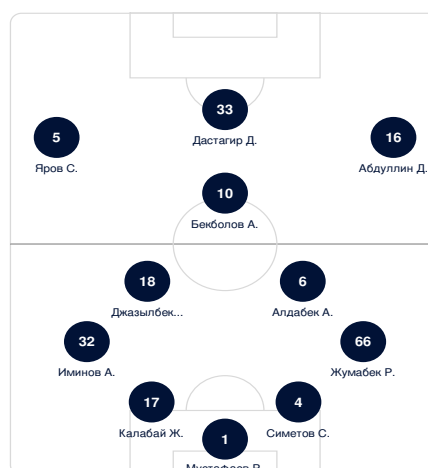 33
Дастагир Д.
5
Яров С.
16
Абдуллин Д.
10
Бекболов А.
18
Джазылбек...
6
Алдабек А.
32
Иминов А.
66
Жумабек Р.
17
Калабай Ж.
4
Симетов С.
1